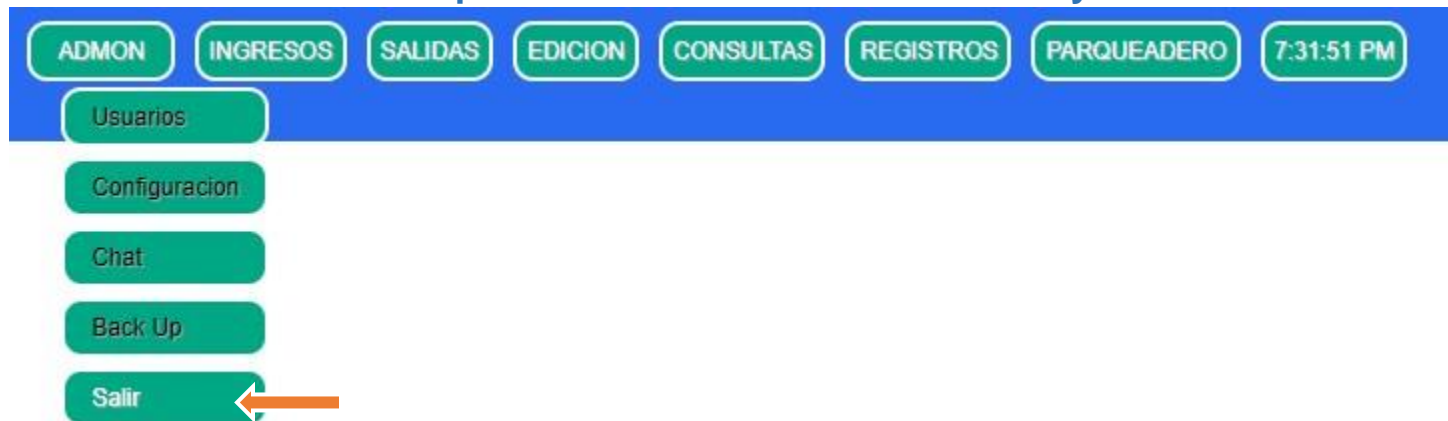 ADMON INGRESOS SALIDAS EDICION CONSULTAS REGISTROS PARQUEADERO 7:31:51 PM
Usuarios
Configuracion
Chat
Back Up
Salir